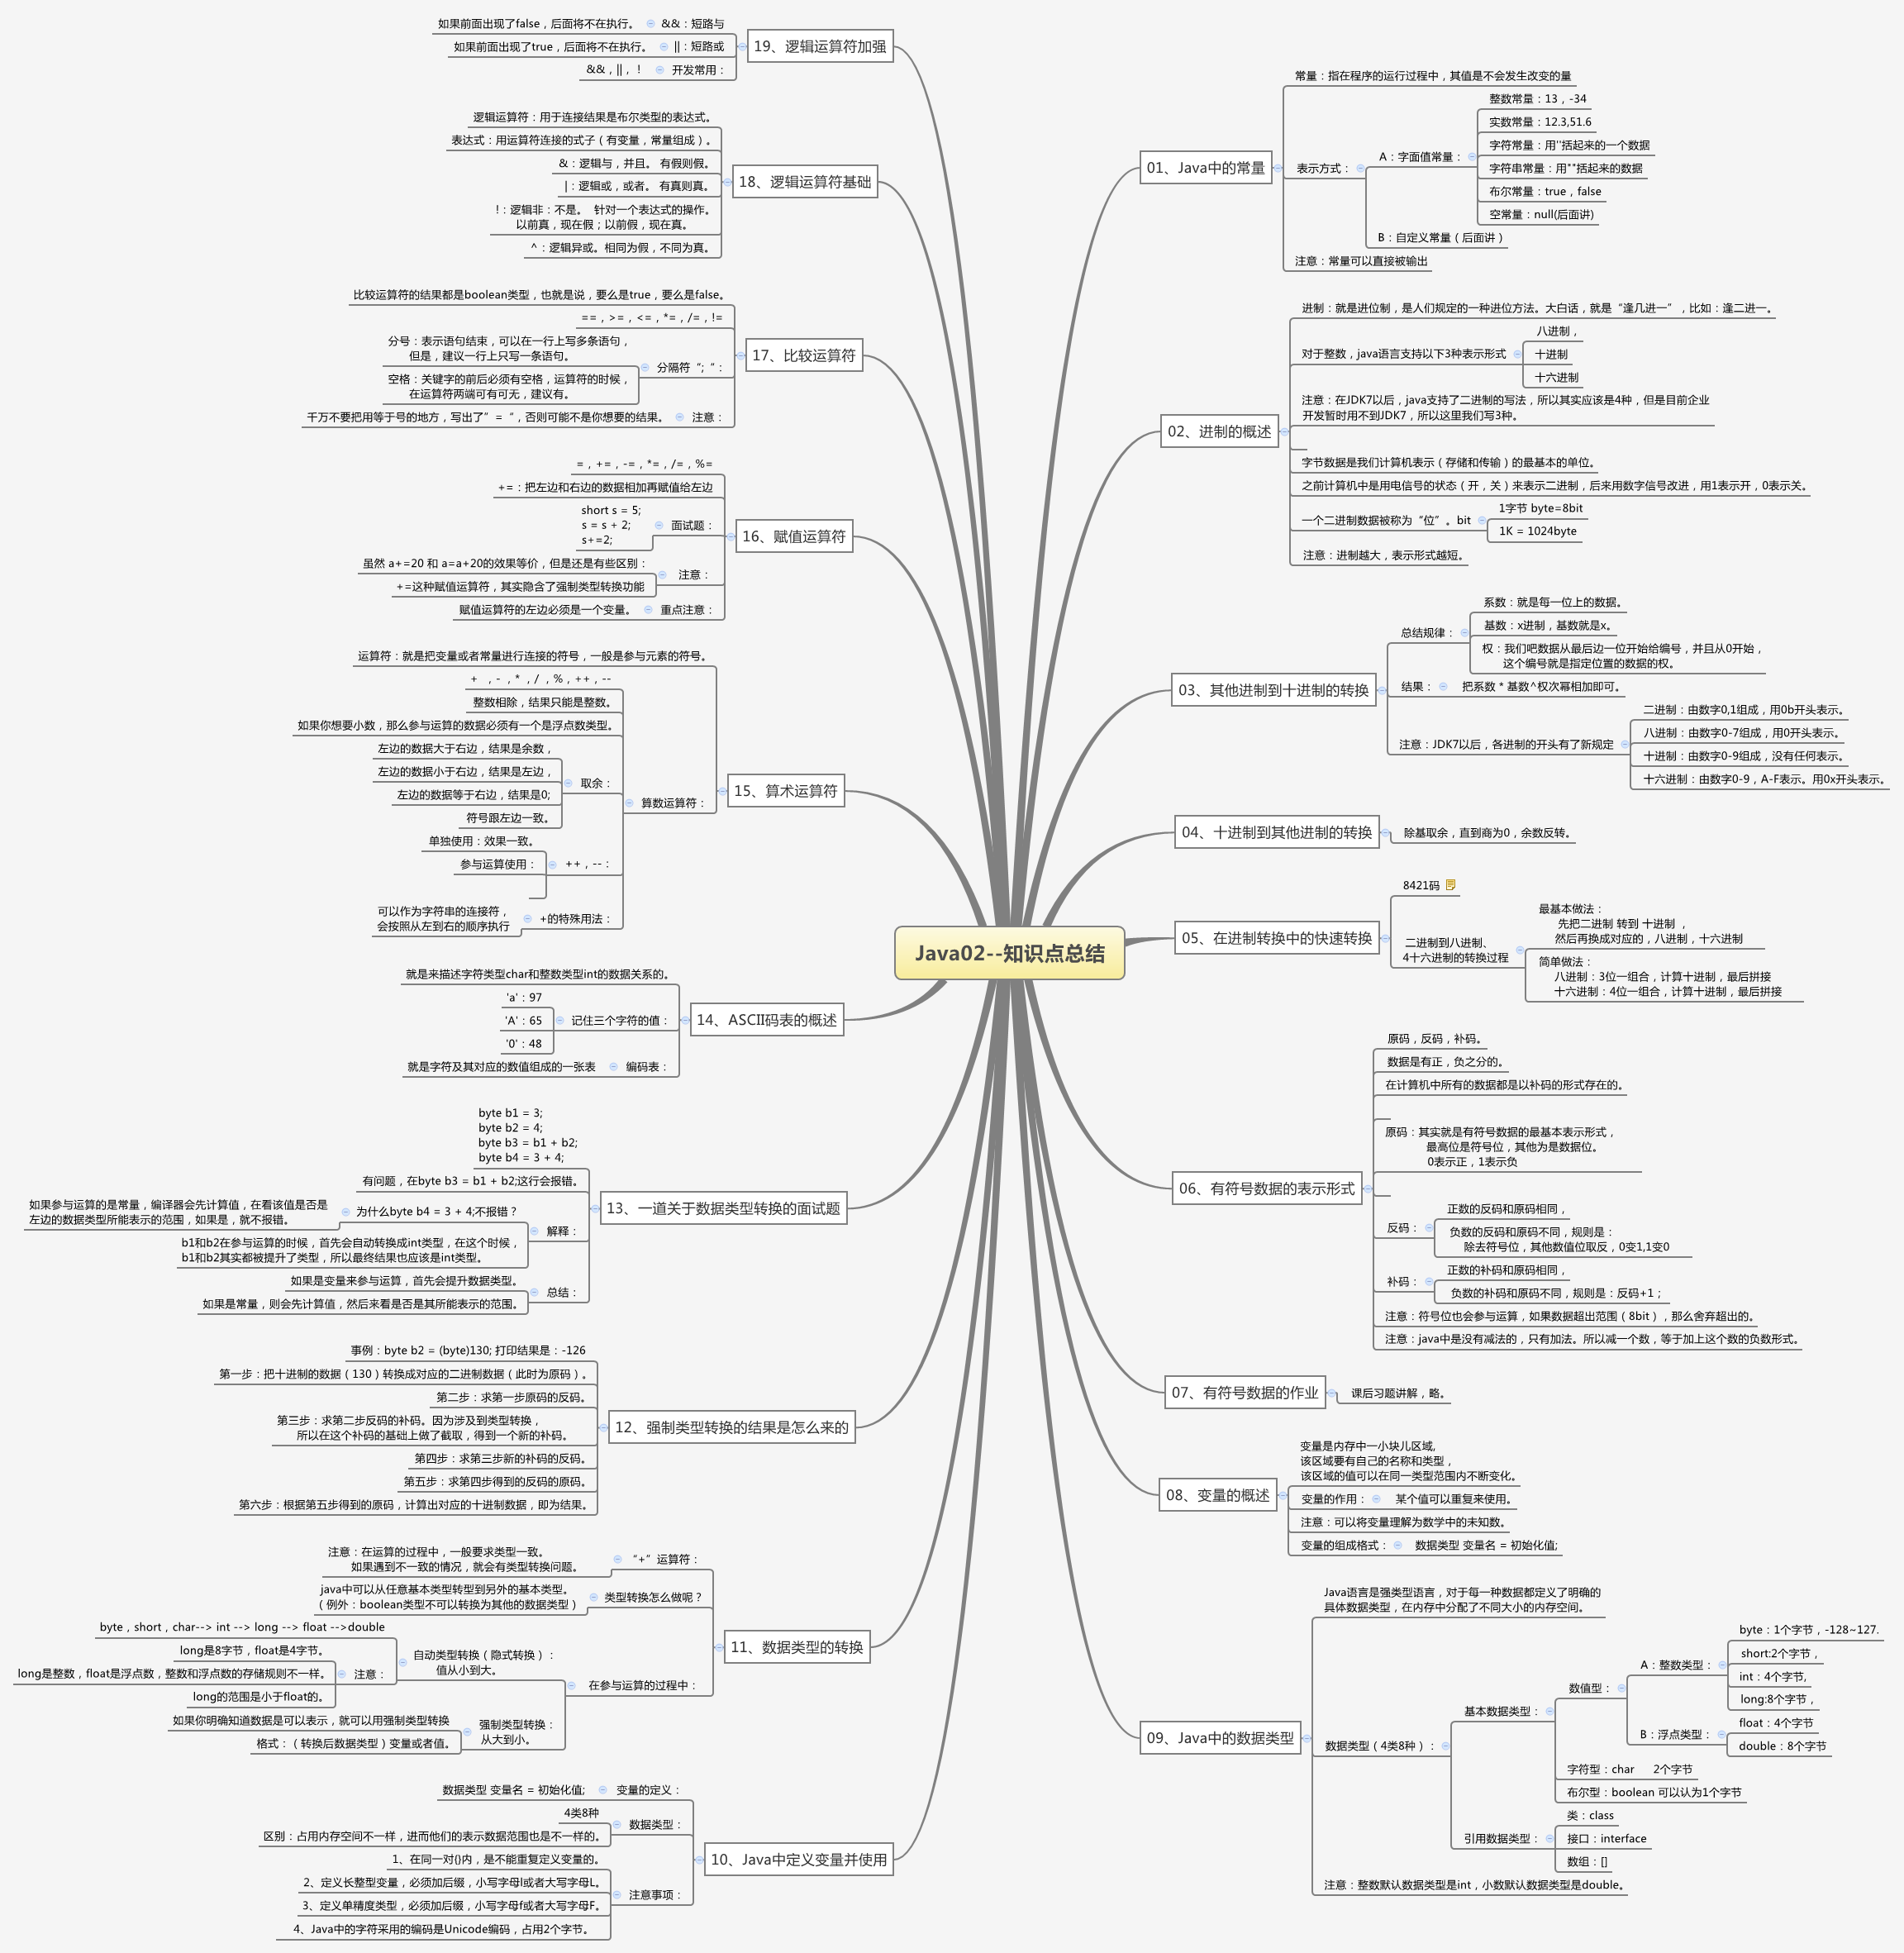 Java02--知识点总结
01、Java中的常量
常量：指在程序的运行过程中，其值是不会发生改变的量
表示方式：
A：字面值常量：
整数常量：13，-34
实数常量：12.3,51.6
字符常量：用''括起来的一个数据
字符串常量：用""括起来的数据
布尔常量：true，false
空常量：null(后面讲)
B：自定义常量（后面讲）
注意：常量可以直接被输出
02、进制的概述
进制：就是进位制，是人们规定的一种进位方法。大白话，就是“逢几进一”，比如：逢二进一。
对于整数，java语言支持以下3种表示形式
八进制，
十进制
十六进制
注意：在JDK7以后，java支持了二进制的写法，所以其实应该是4种，但是目前企业
开发暂时用不到JDK7，所以这里我们写3种。
字节数据是我们计算机表示（存储和传输）的最基本的单位。
之前计算机中是用电信号的状态（开，关）来表示二进制，后来用数字信号改进，用1表示开，0表示关。
一个二进制数据被称为“位”。bit
1字节 byte=8bit
1K = 1024byte
注意：进制越大，表示形式越短。
03、其他进制到十进制的转换
总结规律：
系数：就是每一位上的数据。
基数：x进制，基数就是x。
权：我们吧数据从最后边一位开始给编号，并且从0开始，
这个编号就是指定位置的数据的权。
结果：
把系数 * 基数^权次幂相加即可。
注意：JDK7以后，各进制的开头有了新规定
二进制：由数字0,1组成，用0b开头表示。
八进制：由数字0-7组成，用0开头表示。
十进制：由数字0-9组成，没有任何表示。
十六进制：由数字0-9，A-F表示。用0x开头表示。
04、十进制到其他进制的转换
除基取余，直到商为0，余数反转。
05、在进制转换中的快速转换
8421码
二进制到八进制、
4十六进制的转换过程
最基本做法：
先把二进制 转到 十进制 ，
然后再换成对应的，八进制，十六进制
简单做法：
八进制：3位一组合，计算十进制，最后拼接
十六进制：4位一组合，计算十进制，最后拼接
06、有符号数据的表示形式
原码，反码，补码。
数据是有正，负之分的。
在计算机中所有的数据都是以补码的形式存在的。
原码：其实就是有符号数据的最基本表示形式，
最高位是符号位，其他为是数据位。
0表示正，1表示负
反码：
正数的反码和原码相同，
负数的反码和原码不同，规则是：
除去符号位，其他数值位取反，0变1,1变0
补码：
正数的补码和原码相同，
负数的补码和原码不同，规则是：反码+1；
注意：符号位也会参与运算，如果数据超出范围（8bit），那么舍弃超出的。
注意：java中是没有减法的，只有加法。所以减一个数，等于加上这个数的负数形式。
07、有符号数据的作业
课后习题讲解，略。
08、变量的概述
变量是内存中一小块儿区域,
该区域要有自己的名称和类型，
该区域的值可以在同一类型范围内不断变化。
变量的作用：
某个值可以重复来使用。
注意：可以将变量理解为数学中的未知数。
变量的组成格式：
数据类型 变量名 = 初始化值;
09、Java中的数据类型
Java语言是强类型语言，对于每一种数据都定义了明确的
具体数据类型，在内存中分配了不同大小的内存空间。
数据类型（4类8种）：
基本数据类型：
数值型：
A：整数类型：
byte：1个字节，-128~127.
short:2个字节，
int：4个字节,
long:8个字节，
B：浮点类型：
float：4个字节
double：8个字节
字符型：char 2个字节
布尔型：boolean 可以认为1个字节
引用数据类型：
类：class
接口：interface
数组：[]
注意：整数默认数据类型是int，小数默认数据类型是double。
19、逻辑运算符加强
&&：短路与
如果前面出现了false，后面将不在执行。
||：短路或
如果前面出现了true，后面将不在执行。
开发常用：
&&，||， !
18、逻辑运算符基础
逻辑运算符：用于连接结果是布尔类型的表达式。
表达式：用运算符连接的式子（有变量，常量组成）。
&：逻辑与，并且。 有假则假。
|：逻辑或，或者。 有真则真。
!：逻辑非：不是。 针对一个表达式的操作。
以前真，现在假；以前假，现在真。
^：逻辑异或。相同为假，不同为真。
17、比较运算符
比较运算符的结果都是boolean类型，也就是说，要么是true，要么是false。
==，>=，<=，*=，/=，!=
分隔符“;“：
分号：表示语句结束，可以在一行上写多条语句，
但是，建议一行上只写一条语句。
空格：关键字的前后必须有空格，运算符的时候，
在运算符两端可有可无，建议有。
注意：
千万不要把用等于号的地方，写出了”=“，否则可能不是你想要的结果。
16、赋值运算符
=，+=，-=，*=，/=，%=
+=：把左边和右边的数据相加再赋值给左边
面试题：
short s = 5;
s = s + 2;
s+=2;
注意：
虽然 a+=20 和 a=a+20的效果等价，但是还是有些区别：
+=这种赋值运算符，其实隐含了强制类型转换功能
重点注意：
赋值运算符的左边必须是一个变量。
15、算术运算符
运算符：就是把变量或者常量进行连接的符号，一般是参与元素的符号。
算数运算符：
+ ，-，*，/ ，%，++，--
整数相除，结果只能是整数。
如果你想要小数，那么参与运算的数据必须有一个是浮点数类型。
取余：
左边的数据大于右边，结果是余数，
左边的数据小于右边，结果是左边，
左边的数据等于右边，结果是0;
符号跟左边一致。
++，--：
单独使用：效果一致。
参与运算使用：
+的特殊用法：
可以作为字符串的连接符，
会按照从左到右的顺序执行
14、ASCII码表的概述
就是来描述字符类型char和整数类型int的数据关系的。
记住三个字符的值：
'a'：97
'A'：65
'0'：48
编码表：
就是字符及其对应的数值组成的一张表
13、一道关于数据类型转换的面试题
byte b1 = 3;
byte b2 = 4;
byte b3 = b1 + b2;
byte b4 = 3 + 4;
有问题，在byte b3 = b1 + b2;这行会报错。
解释：
为什么byte b4 = 3 + 4;不报错？
如果参与运算的是常量，编译器会先计算值，在看该值是否是
左边的数据类型所能表示的范围，如果是，就不报错。
b1和b2在参与运算的时候，首先会自动转换成int类型，在这个时候，
b1和b2其实都被提升了类型，所以最终结果也应该是int类型。
总结：
如果是变量来参与运算，首先会提升数据类型。
如果是常量，则会先计算值，然后来看是否是其所能表示的范围。
12、强制类型转换的结果是怎么来的
事例：byte b2 = (byte)130; 打印结果是：-126
第一步：把十进制的数据（130）转换成对应的二进制数据（此时为原码）。
第二步：求第一步原码的反码。
第三步：求第二步反码的补码。因为涉及到类型转换，
所以在这个补码的基础上做了截取，得到一个新的补码。
第四步：求第三步新的补码的反码。
第五步：求第四步得到的反码的原码。
第六步：根据第五步得到的原码，计算出对应的十进制数据，即为结果。
11、数据类型的转换
“+”运算符：
注意：在运算的过程中，一般要求类型一致。
如果遇到不一致的情况，就会有类型转换问题。
类型转换怎么做呢？
java中可以从任意基本类型转型到另外的基本类型。
（例外：boolean类型不可以转换为其他的数据类型）
在参与运算的过程中：
自动类型转换（隐式转换）：
值从小到大。
byte，short，char--> int --> long --> float -->double
注意：
long是8字节，float是4字节。
long是整数，float是浮点数，整数和浮点数的存储规则不一样。
long的范围是小于float的。
强制类型转换：
从大到小。
如果你明确知道数据是可以表示，就可以用强制类型转换
格式：（转换后数据类型）变量或者值。
10、Java中定义变量并使用
变量的定义：
数据类型 变量名 = 初始化值;
数据类型：
4类8种
区别：占用内存空间不一样，进而他们的表示数据范围也是不一样的。
注意事项：
1、在同一对{}内，是不能重复定义变量的。
2、定义长整型变量，必须加后缀，小写字母l或者大写字母L。
3、定义单精度类型，必须加后缀，小写字母f或者大写字母F。
4、Java中的字符采用的编码是Unicode编码，占用2个字节。